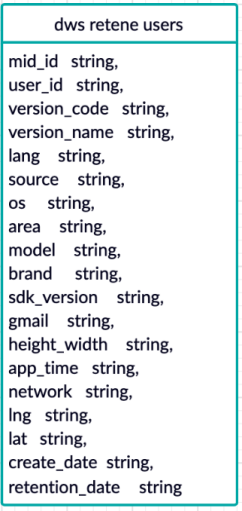 dws retene users
mid_id string,
user_id string,
version_code string,
version_name string,
lang string,
source string,
os string,
area string,
model string,
brand string,
sdk_version string,
gmail string,
height_width string,
app_time string,
network string,
lng string,
lat string,
create_date string,
retention_date string